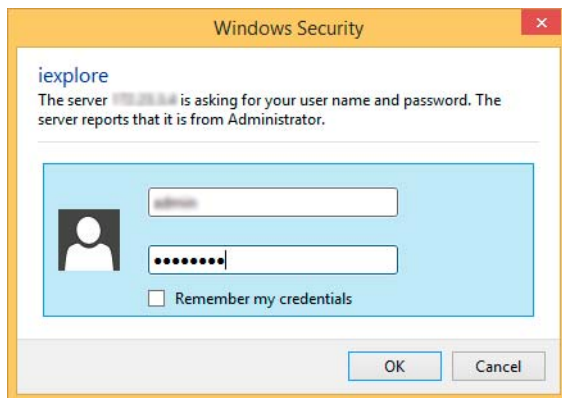 Windows Security
iexplore
The server is asking for your user name and password. The
server reports that it is from Administrator.
••••••••
Remember my credentials
OK Cancel